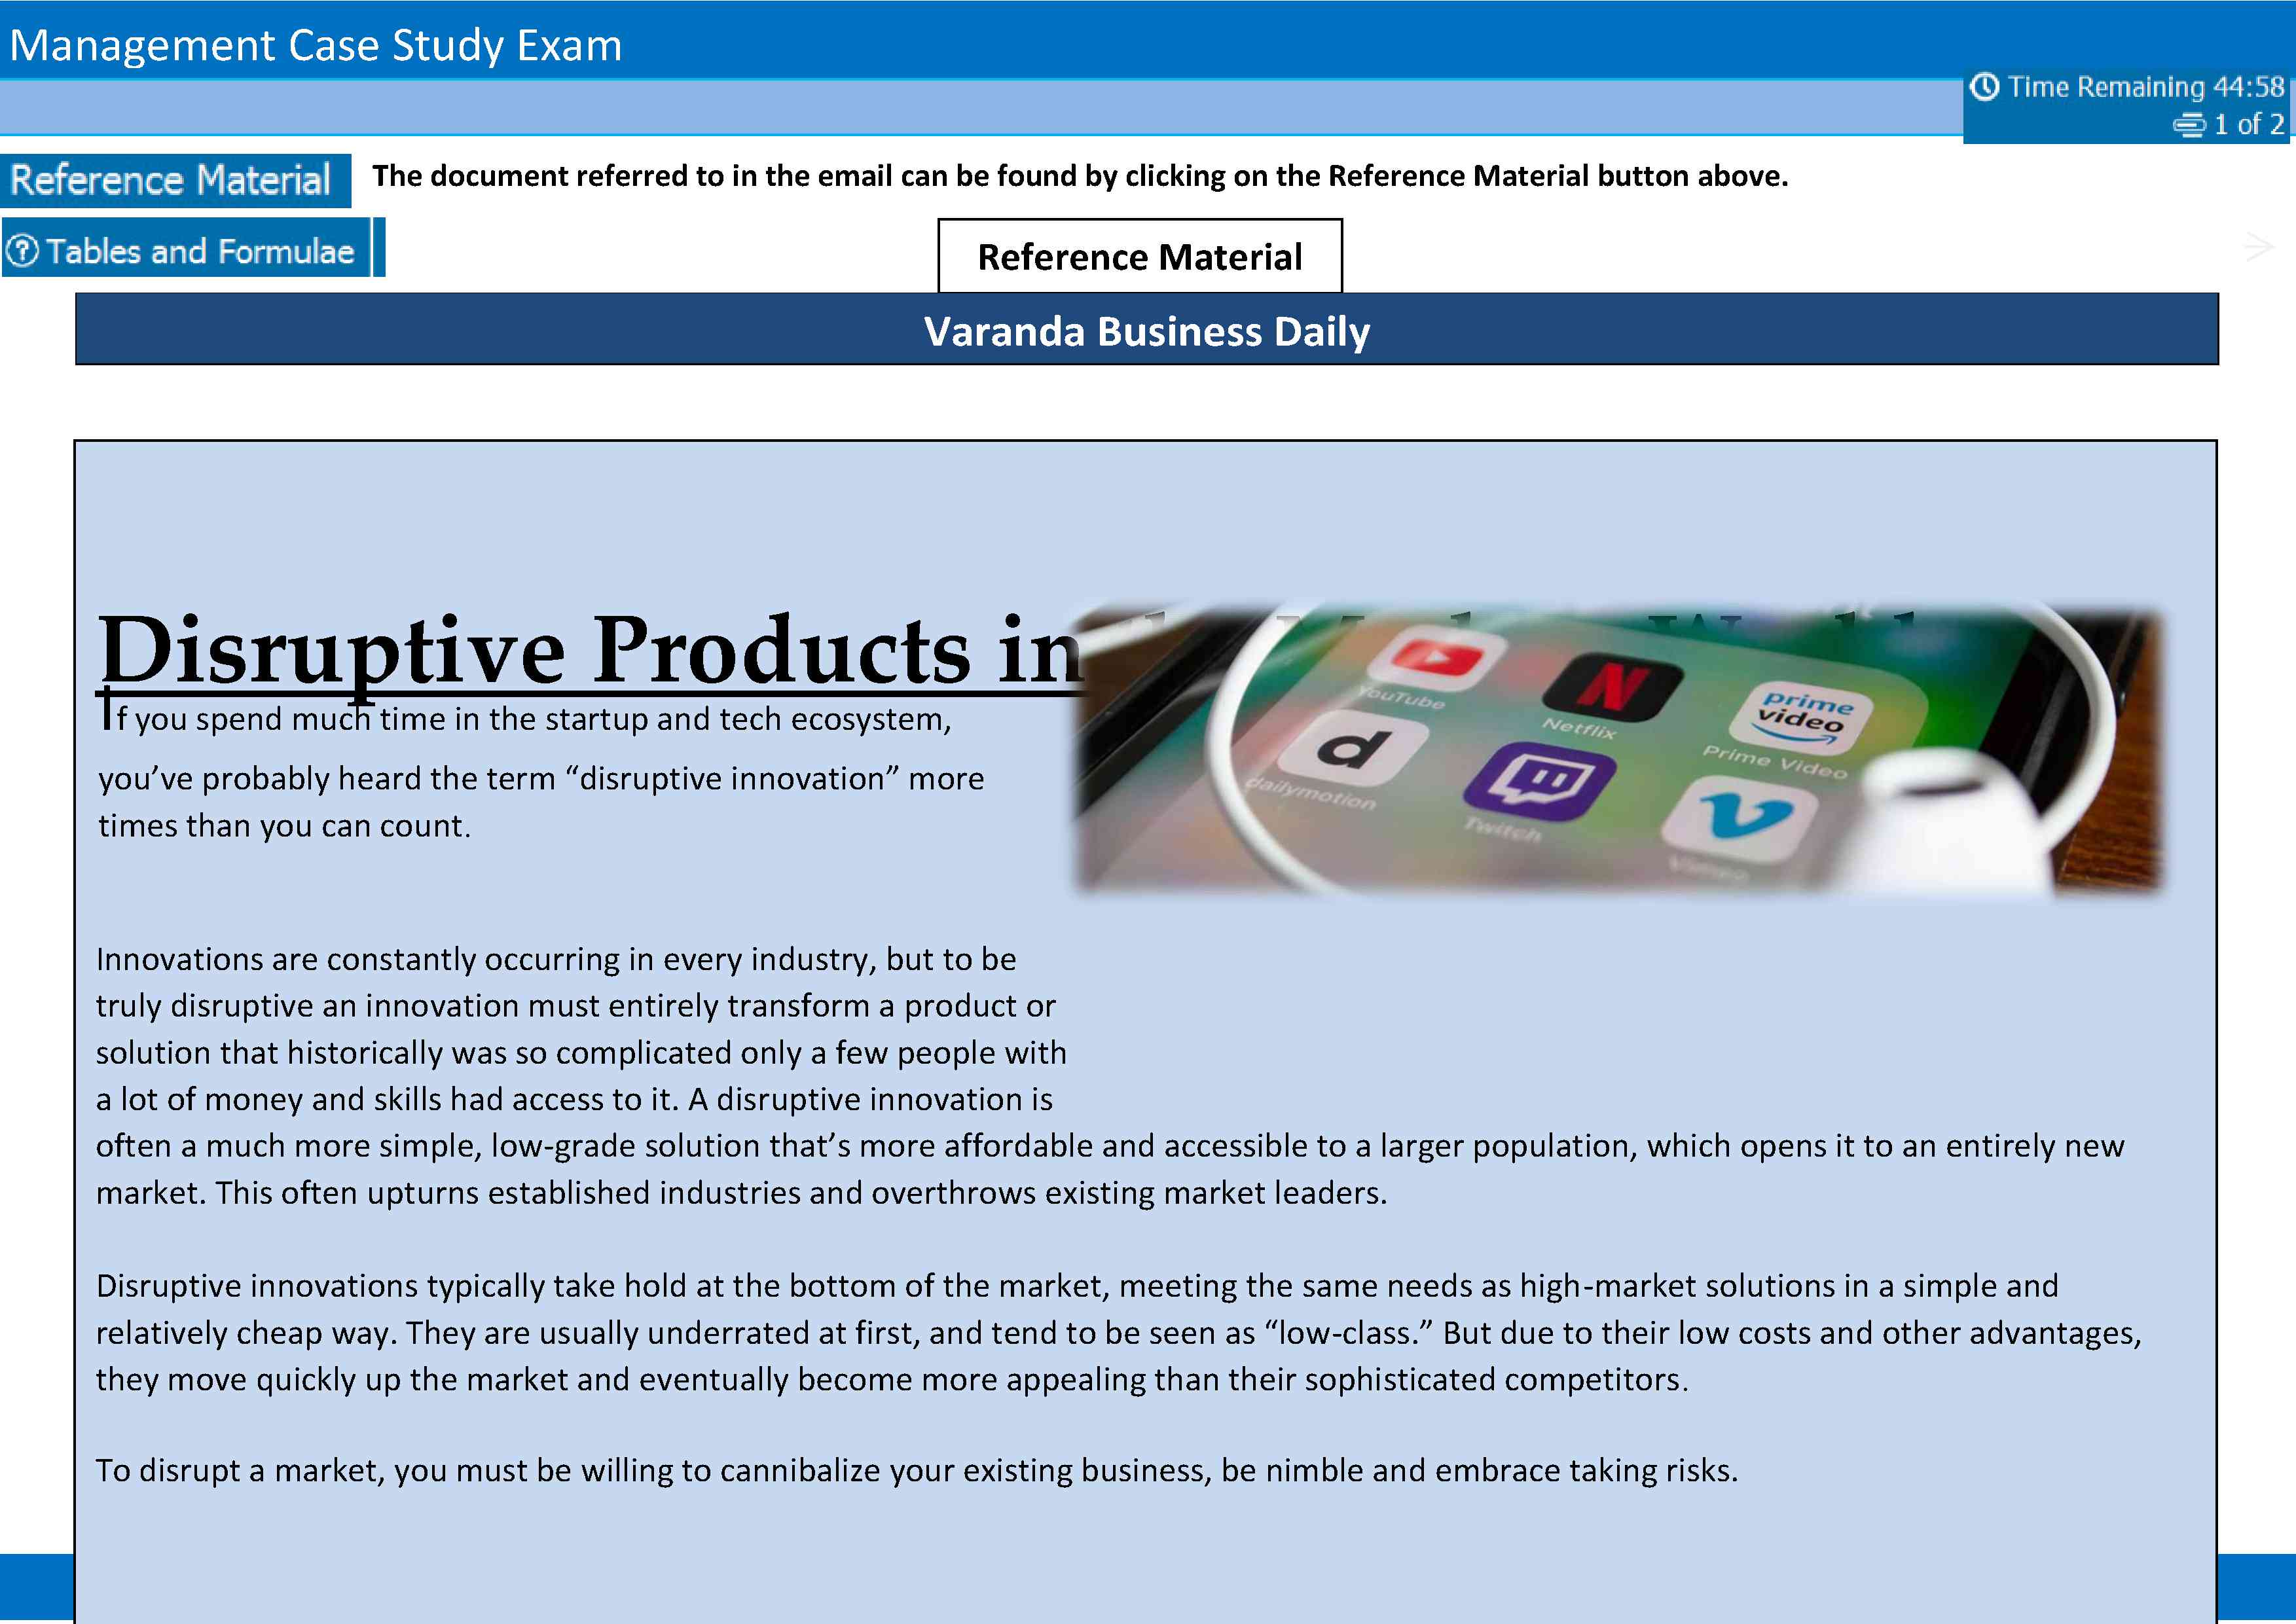 Management Case Study Exam
Time Remaining 44:58
1 of 2
Reference Material
The document referred to in the email can be found by clicking on the Reference Material button above.
Tables and Formulae
Reference Material
Varanda Business Daily
Disruptive Products in
If you spend much time in the startup and tech ecosystem,
you’ve probably heard the term “disruptive innovation” more
times than you can count.
YouTube
Netflix
prime
video
Prime Video
d
dailymotion
Twitch
Vimeo
Innovations are constantly occurring in every industry, but to be
truly disruptive an innovation must entirely transform a product or
solution that historically was so complicated only a few people with
a lot of money and skills had access to it. A disruptive innovation is
often a much more simple, low-grade solution that’s more affordable and accessible to a larger population, which opens it to an entirely new
market. This often upturns established industries and overthrows existing market leaders.
Disruptive innovations typically take hold at the bottom of the market, meeting the same needs as high-market solutions in a simple and
relatively cheap way. They are usually underrated at first, and tend to be seen as “low-class.” But due to their low costs and other advantages,
they move quickly up the market and eventually become more appealing than their sophisticated competitors.
To disrupt a market, you must be willing to cannibalize your existing business, be nimble and embrace taking risks.